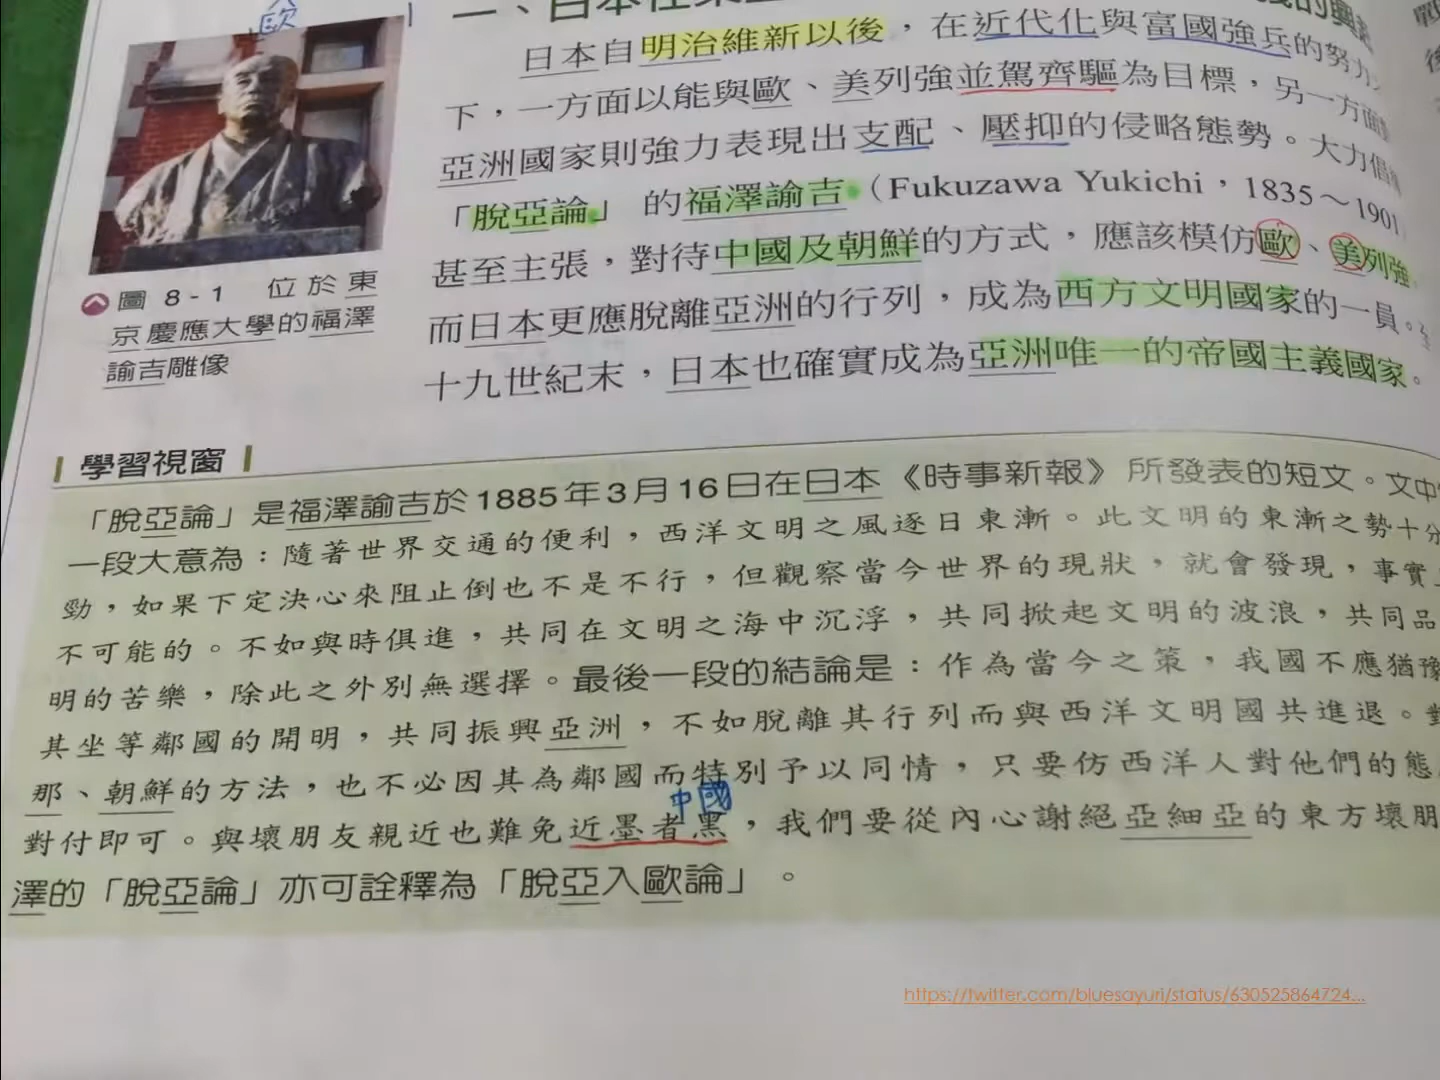 歐
一、日本在東亞
的興起
日本自明治維新以後，在近代化與富國強兵的努力之
下，一方面以能與歐、美列強並駕齊驅為目標，另一方面對
亞洲國家則強力表現出支配、壓抑的侵略態勢。大力倡
「脫亞論」的福澤諭吉（Fukuzawa Yukichi，1835～1901
甚至主張，對待中國及朝鮮的方式，應該模仿歐、美列強，
而日本更應脫離亞洲的行列，成為西方文明國家的一員。
十九世紀末，日本也確實成為亞洲唯一的帝國主義國家。
圖 8-1 位於東
京慶應大學的福澤
諭吉雕像
學習視窗
「脫亞論」是福澤諭吉於1885年3月16日在日本《時事新報》所發表的短文。文中
一段大意為：隨著世界交通的便利，西洋文明之風逐日東漸。此文明的東漸之勢十分
勁，如果下定決心來阻止倒也不是不行，但觀察當今世界的現狀，就會發現，事實上
不可能的。不如與時俱進，共同在文明之海中沉浮，共同掀起文明的波浪，共同品
明的苦樂，除此之外別無選擇。最後一段的結論是：作為當今之策，我國不應猶豫
其坐等鄰國的開明，共同振興亞洲，不如脫離其行列而與西洋文明國共進退。對
那、朝鮮的方法，也不必因其為鄰國而特別予以同情，只要仿西洋人對他們的態
中國
對付即可。與壞朋友親近也難免近墨者黑，我們要從內心謝絕亞細亞的東方壞朋
澤的「脫亞論」亦可詮釋為「脫亞入歐論」。
https://twitter.com/bluesayuri/status/630525864724...